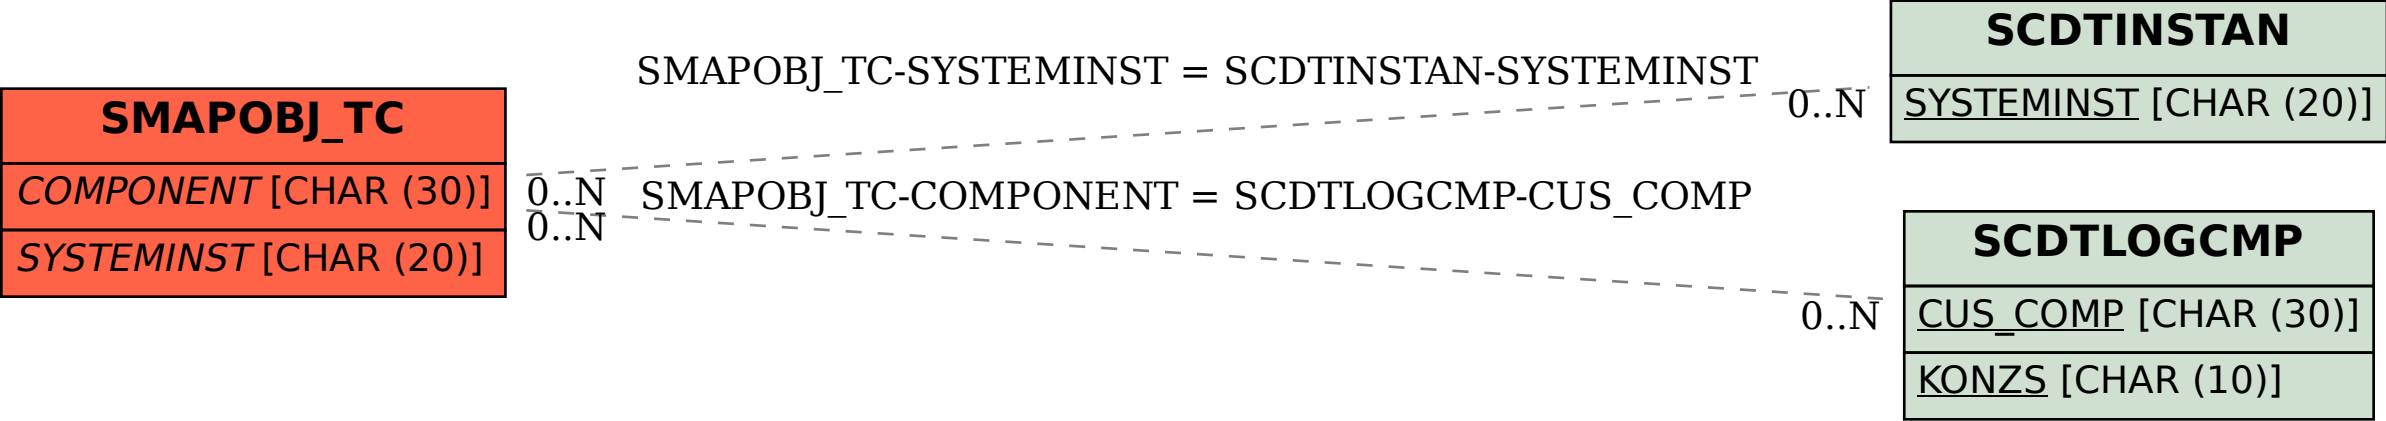 SMAPOBJ_TC
COMPONENT [CHAR (30)]
SYSTEMINST [CHAR (20)]
SMAPOBJ_TC-SYSTEMINST = SCDTINSTAN-SYSTEMINST
0..N
0..N
SMAPOBJ_TC-COMPONENT = SCDTLOGCMP-CUS_COMP
0..N
0..N
SCDTINSTAN
SYSTEMINST [CHAR (20)]
SCDTLOGCMP
CUS_COMP [CHAR (30)]
KONZS [CHAR (10)]